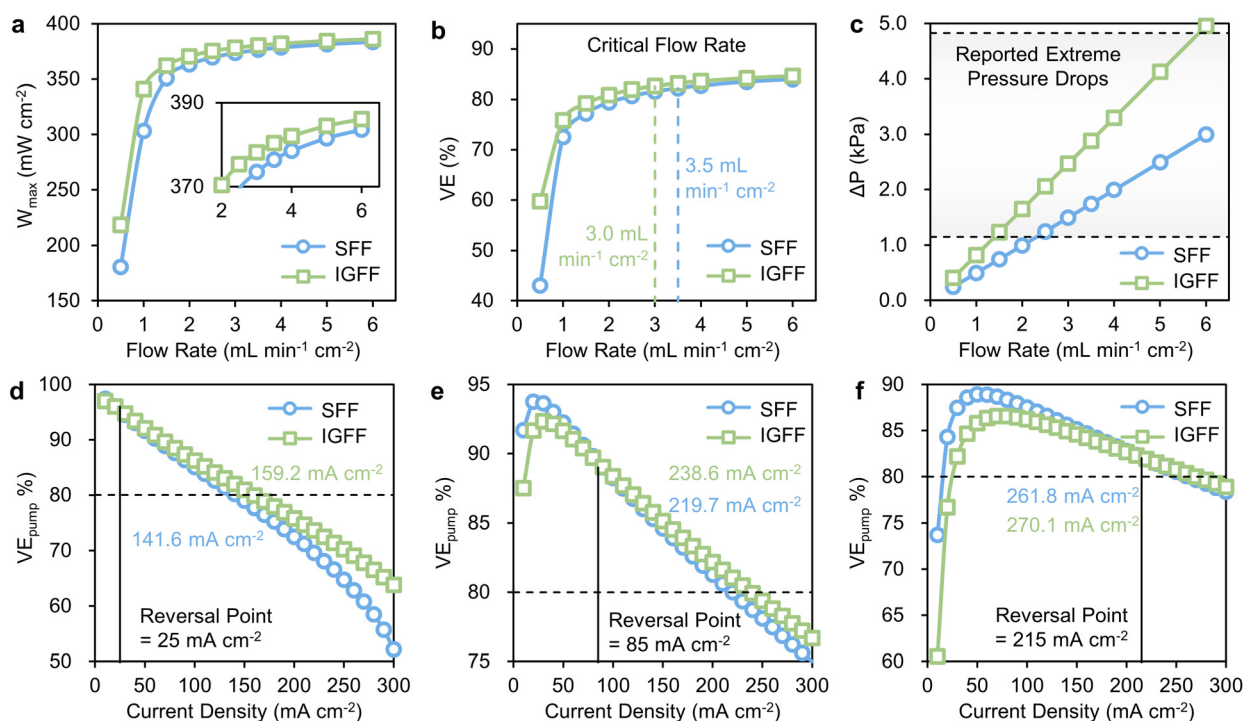 a
400
350
300
250
200
150
W_max (mW cm⁻²)
390
370
2
4
6
SFF
IGFF
0 1 2 3 4 5 6
Flow Rate (mL min⁻¹ cm⁻²)
b
Critical Flow Rate
90
80
70
60
50
40
VE (%)
3.5 mL
min⁻¹ cm⁻²
3.0 mL
min⁻¹ cm⁻²
SFF
IGFF
0 1 2 3 4 5 6
Flow Rate (mL min⁻¹ cm⁻²)
c
5.0
4.0
3.0
2.0
1.0
0.0
ΔP (kPa)
Reported Extreme
Pressure Drops
SFF
IGFF
0 1 2 3 4 5 6
Flow Rate (mL min⁻¹ cm⁻²)
d
100
90
80
70
60
50
VE_pump %)
SFF
IGFF
159.2 mA cm⁻²
141.6 mA cm⁻²
Reversal Point
= 25 mA cm⁻²
0 50 100 150 200 250 300
Current Density (mA cm⁻²)
e
95
90
85
80
75
VE_pump %)
SFF
IGFF
238.6 mA cm⁻²
219.7 mA cm⁻²
Reversal Point
= 85 mA cm⁻²
0 50 100 150 200 250 300
Current Density (mA cm⁻²)
f
90
85
80
75
70
65
60
VE_pump %)
SFF
IGFF
261.8 mA cm⁻²
270.1 mA cm⁻²
Reversal Point
= 215 mA cm⁻²
0 50 100 150 200 250 300
Current Density (mA cm⁻²)